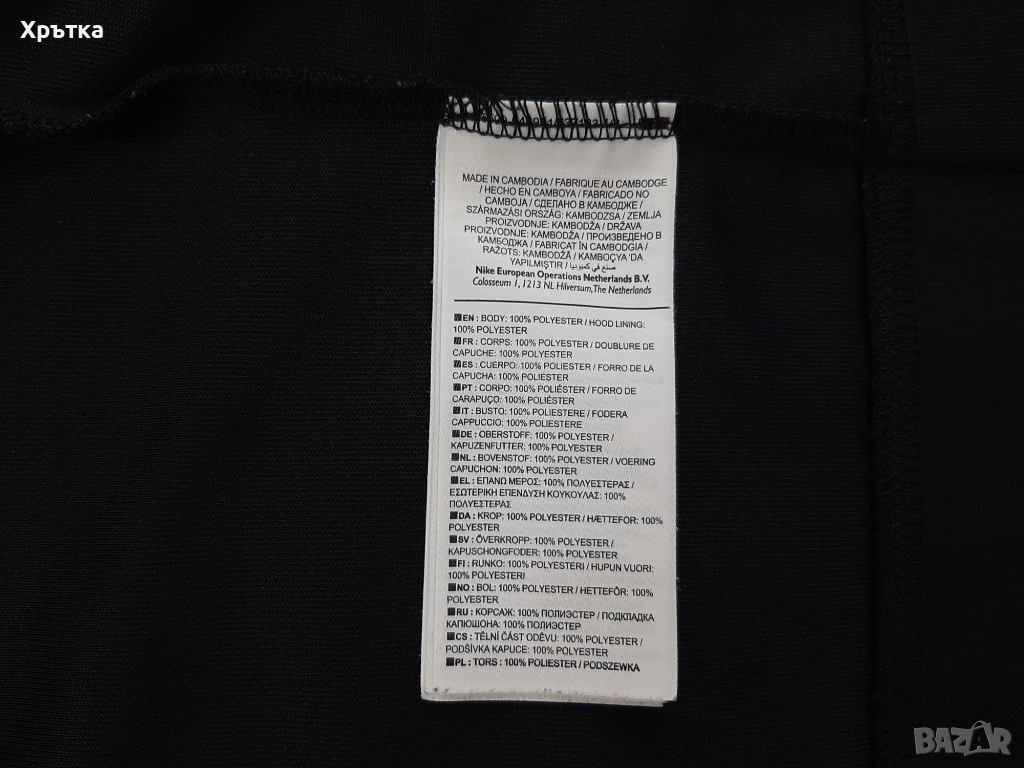 Хрътка
MADE IN CAMBODIA / FABRIQUE AU CAMBODGE
/ HECHO EN CAMBOYA / FABRICADO NO
CAMBOJA / СДЕЛАНО В КАМБОДЖЕ /
SZÁRMAZÁSI ORSZÁG: KAMBODZSA / ZEMLJA
PROIZVODNJE: KAMBODŽA / DRŽAVA
PROIZVODNJE: KAMBODŽA / ПРОИЗВЕДЕНО В
КАМБОДЖА / FABRICAT ÎN CAMBODGIA /
RAŽOTS: KAMBODŽĀ / KAMBOÇYA 'DA
YAPILMIŞTIR / صنع في كمبوديا
Nike European Operations Netherlands B.V.
Colosseum 1, 1213 NL Hilversum, The Netherlands
EN : BODY: 100% POLYESTER / HOOD LINING:
100% POLYESTER
FR : CORPS: 100% POLYESTER / DOUBLURE DE
CAPUCHE: 100% POLYESTER
ES : CUERPO: 100% POLIESTER / FORRO DE LA
CAPUCHA: 100% POLIESTER
PT : CORPO: 100% POLIÉSTER / FORRO DE
CARAPUÇO: 100% POLIÉSTER
IT : BUSTO: 100% POLIESTERE / FODERA
CAPPUCCIO: 100% POLIESTERE
DE : OBERSTOFF: 100% POLYESTER /
KAPUZENFUTTER: 100% POLYESTER
NL : BOVENSTOF: 100% POLYESTER / VOERING
CAPUCHON: 100% POLYESTER
EL : ΕΠΑΝΩ ΜΕΡΟΣ: 100% ΠΟΛΥΕΣΤΕΡΑΣ /
ΕΣΩΤΕΡΙΚΗ ΕΠΕΝΔΥΣΗ ΚΟΥΚΟΥΛΑΣ: 100%
ΠΟΛΥΕΣΤΕΡΑΣ
DA : KROP: 100% POLYESTER / HÆTTEFOR: 100%
POLYESTER
SV : ÖVERKROPP: 100% POLYESTER /
KAPUSCHONGFODER: 100% POLYESTER
FI : RUNKO: 100% POLYESTERI / HUPUN VUORI:
100% POLYESTERI
NO : BOL: 100% POLYESTER / HETTEFÔR: 100%
POLYESTER
RU : КОРСАЖ: 100% ПОЛИЭСТЕР / ПОДКЛАДКА
КАПЮШОНА: 100% ПОЛИЭСТЕР
CS : TĚLNÍ ČÁST ODĚVU: 100% POLYESTER /
PODŠÍVKA KAPUCE: 100% POLYESTER
PL : TORS : 100% POLIESTER / PODSZEWKA
BAZAR